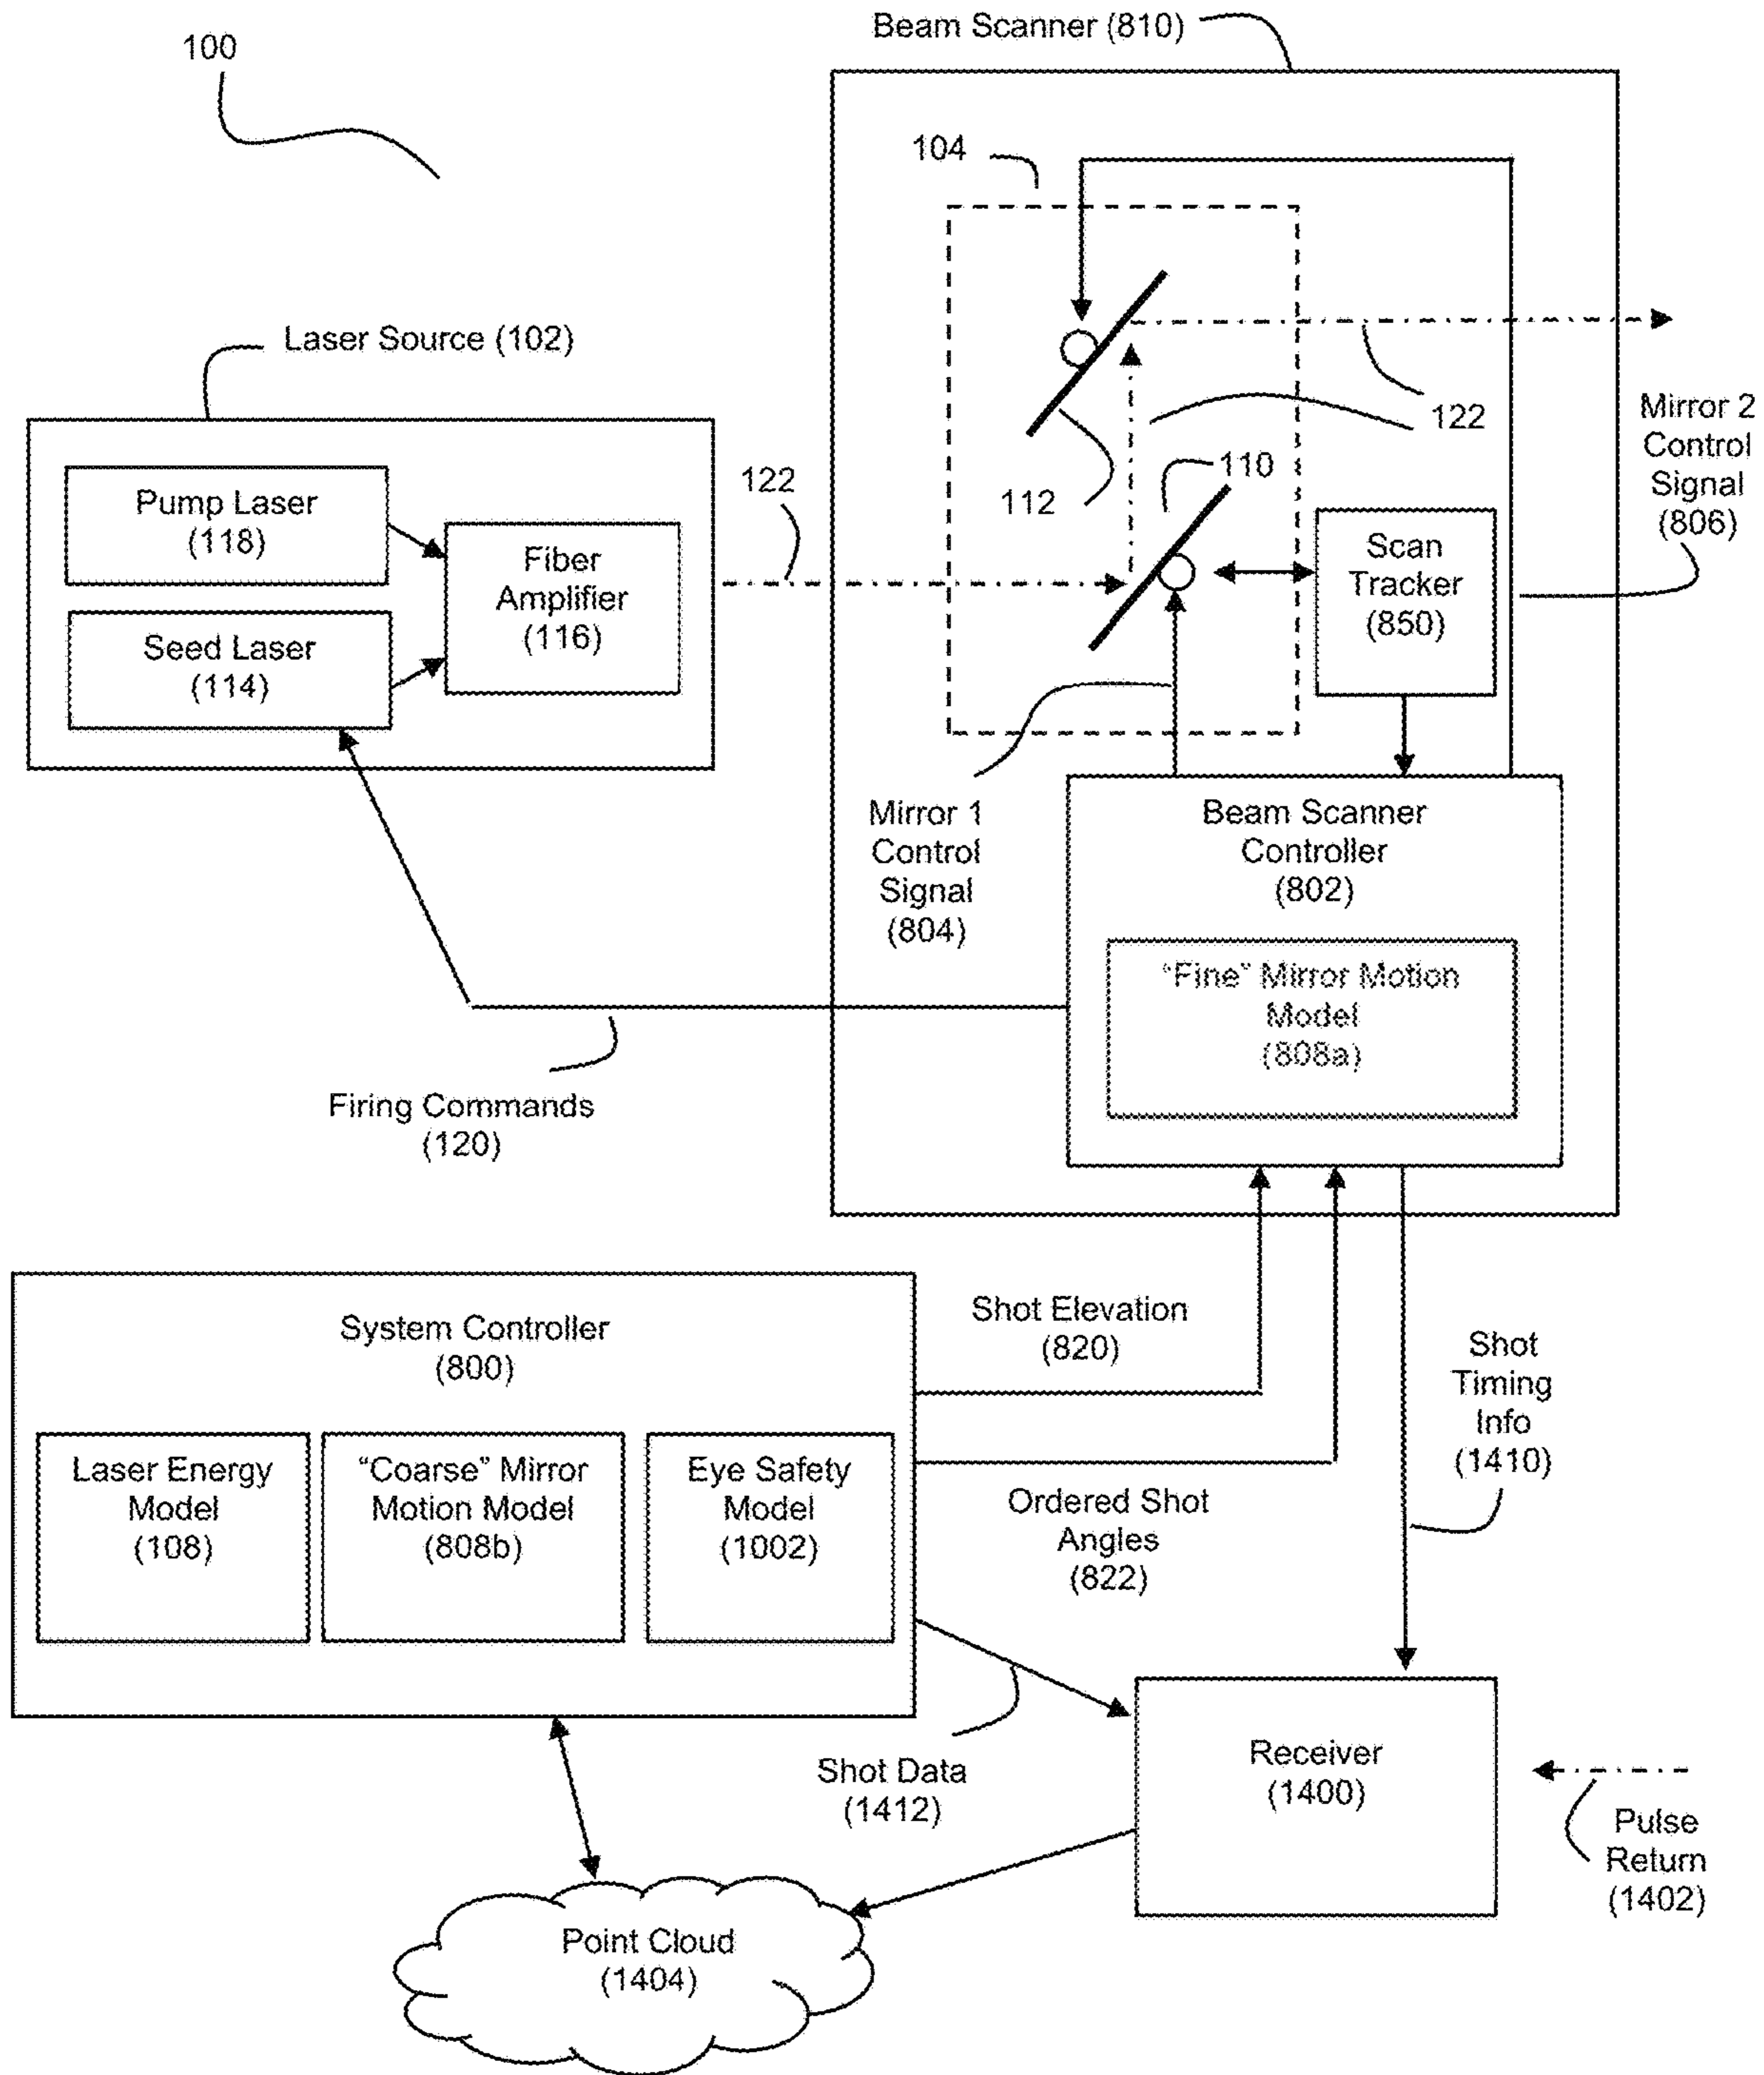 Beam Scanner (810)
100
104
Laser Source (102)
122
Mirror 2
Control
Signal
(806)
110
112
122
Pump Laser
(118)
Fiber
Amplifier
(116)
Seed Laser
(114)
Scan
Tracker
(850)
Mirror 1
Control
Signal
(804)
Beam Scanner
Controller
(802)
"Fine" Mirror Motion
Model
(808a)
Firing Commands
(120)
System Controller
(800)
Shot Elevation
(820)
Shot
Timing
Info
(1410)
Laser Energy
Model
(108)
"Coarse" Mirror
Motion Model
(808b)
Eye Safety
Model
(1002)
Ordered Shot
Angles
(822)
Shot Data
(1412)
Receiver
(1400)
Pulse
Return
(1402)
Point Cloud
(1404)